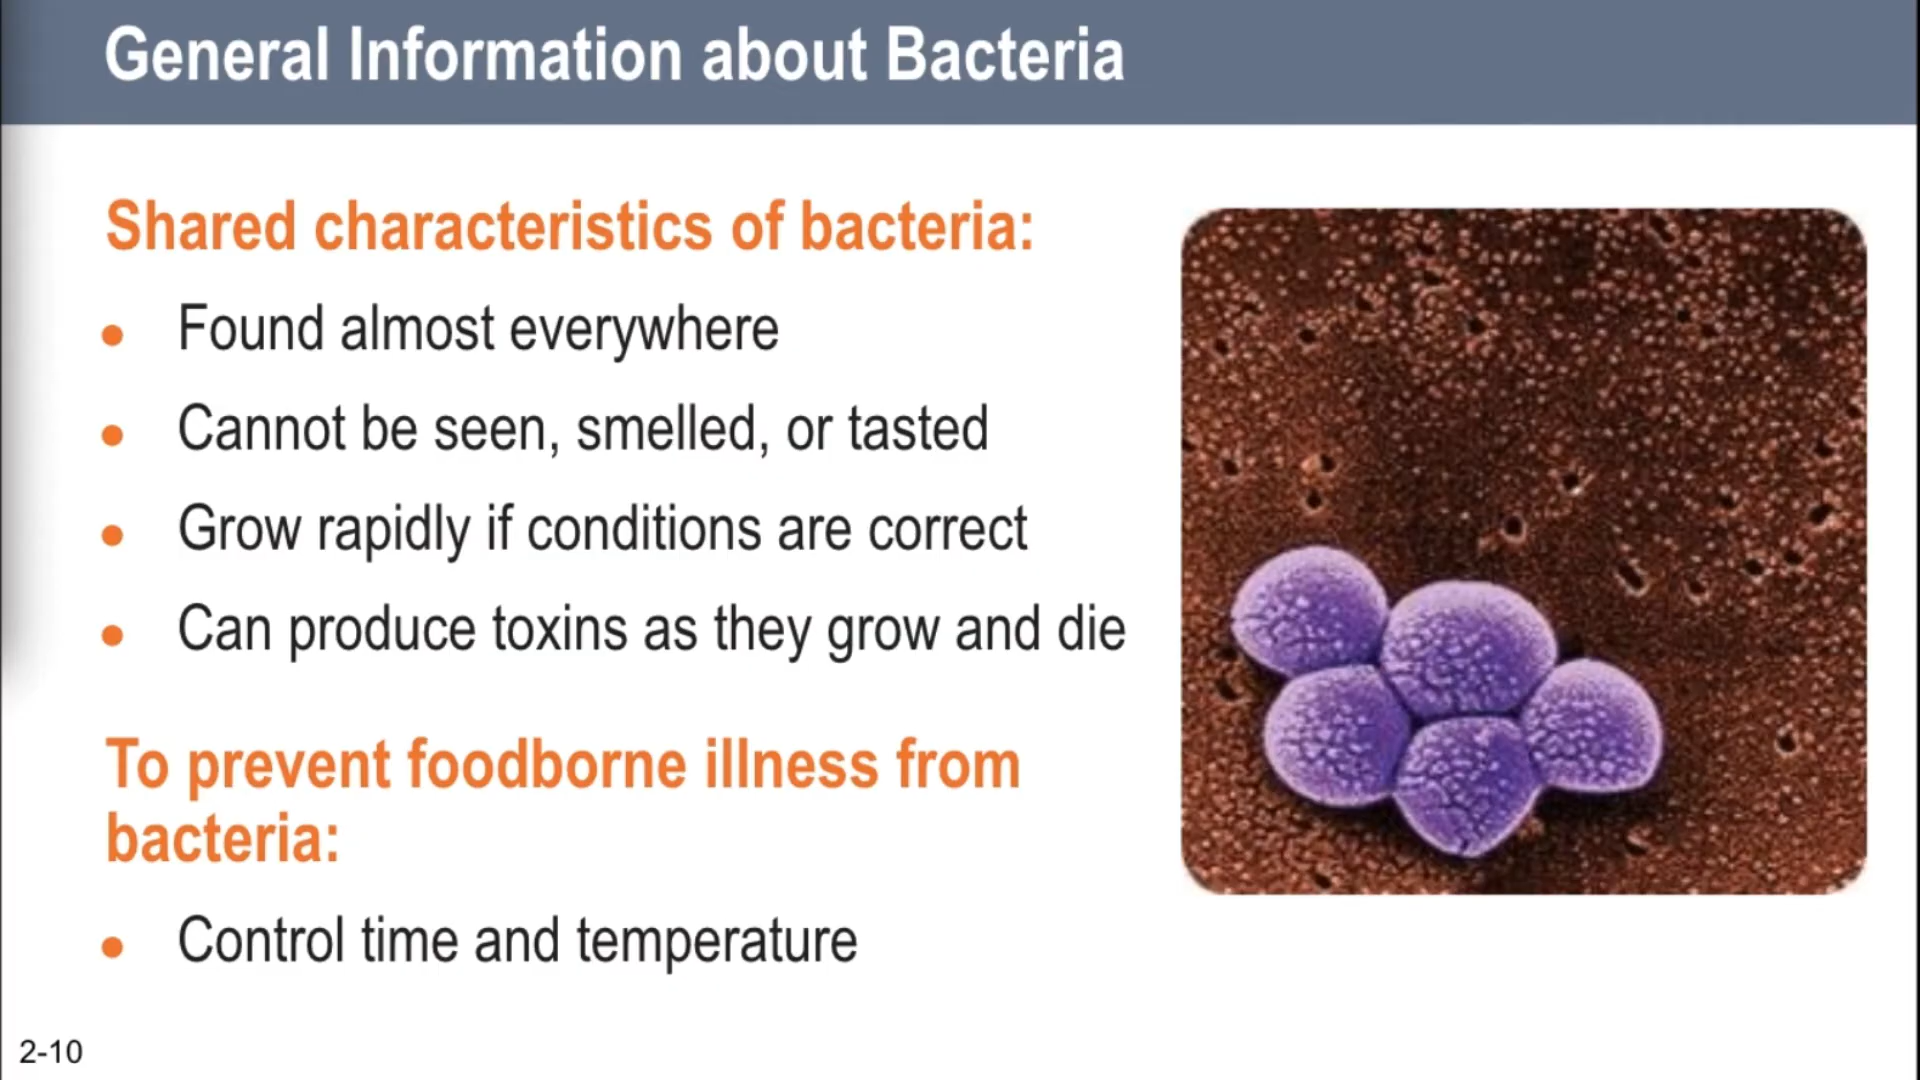 General Information about Bacteria
Shared characteristics of bacteria:
Found almost everywhere
Cannot be seen, smelled, or tasted
Grow rapidly if conditions are correct
Can produce toxins as they grow and die
To prevent foodborne illness from
bacteria:
Control time and temperature
2-10